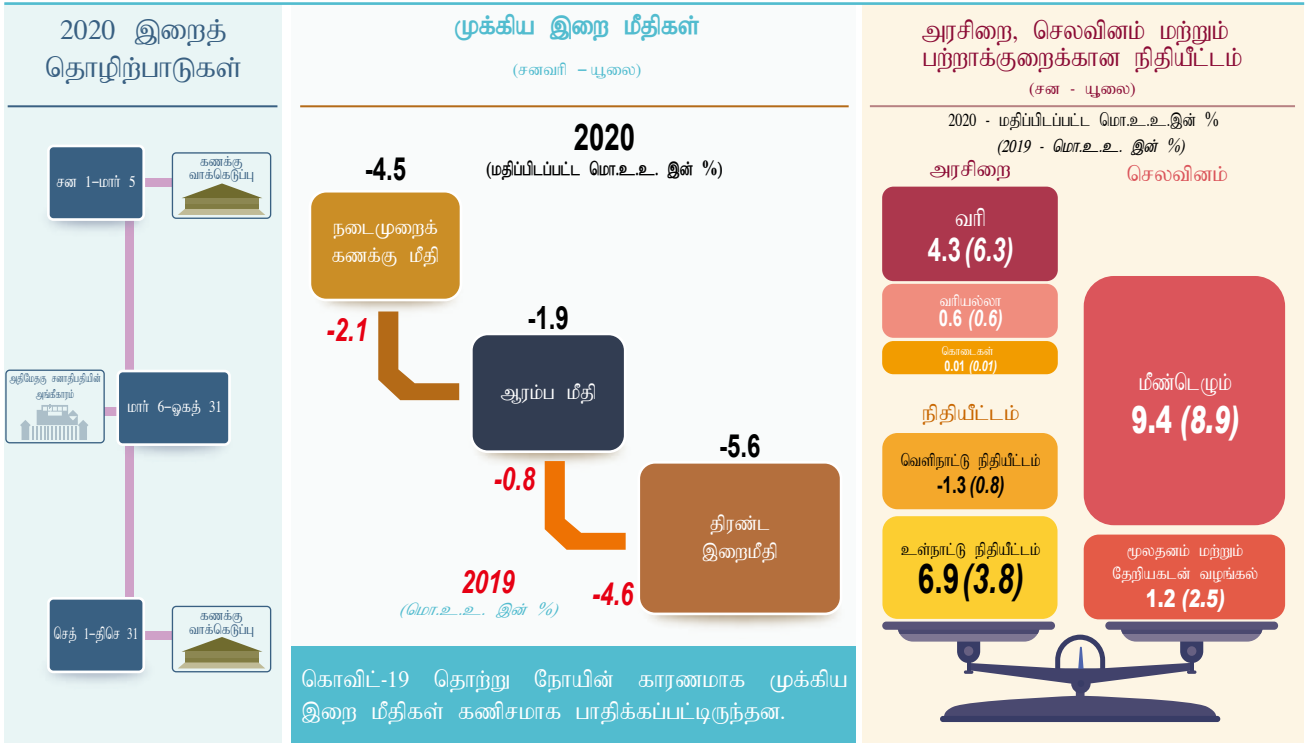 2020 இறைத்
தொழிற்பாடுகள்
சன 1–மார் 5
கணக்கு
வாக்கெடுப்பு
அதிமேதகு சனாதிபதியின்
அங்கீகாரம்
மார் 6–ஓகத் 31
செத் 1–திசெ 31
கணக்கு
வாக்கெடுப்பு
முக்கிய இறை மீதிகள்
(சனவரி – யூலை)
2020
(மதிப்பிடப்பட்ட மொ.உ.உ. இன் %)
-4.5
நடைமுறைக்
கணக்கு மீதி
-2.1
-1.9
ஆரம்ப மீதி
-0.8
-5.6
திரண்ட
இறைமீதி
-4.6
2019
(மொ.உ.உ. இன் %)
கொவிட்-19 தொற்று நோயின் காரணமாக முக்கிய
இறை மீதிகள் கணிசமாக பாதிக்கப்பட்டிருந்தன.
அரசிறை, செலவினம் மற்றும்
பற்றாக்குறைக்கான நிதியீட்டம்
(சன - யூலை)
2020 - மதிப்பிடப்பட்ட மொ.உ.உ.இன் %
(2019 - மொ.உ.உ. இன் %)
அரசிறை
வரி
4.3 (6.3)
வரியல்லா
0.6 (0.6)
கொடைகள்
0.01 (0.01)
நிதியீட்டம்
வெளிநாட்டு நிதியீட்டம்
-1.3 (0.8)
உள்நாட்டு நிதியீட்டம்
6.9 (3.8)
செலவினம்
மீண்டெழும்
9.4 (8.9)
மூலதனம் மற்றும்
தேறியகடன் வழங்கல்
1.2 (2.5)